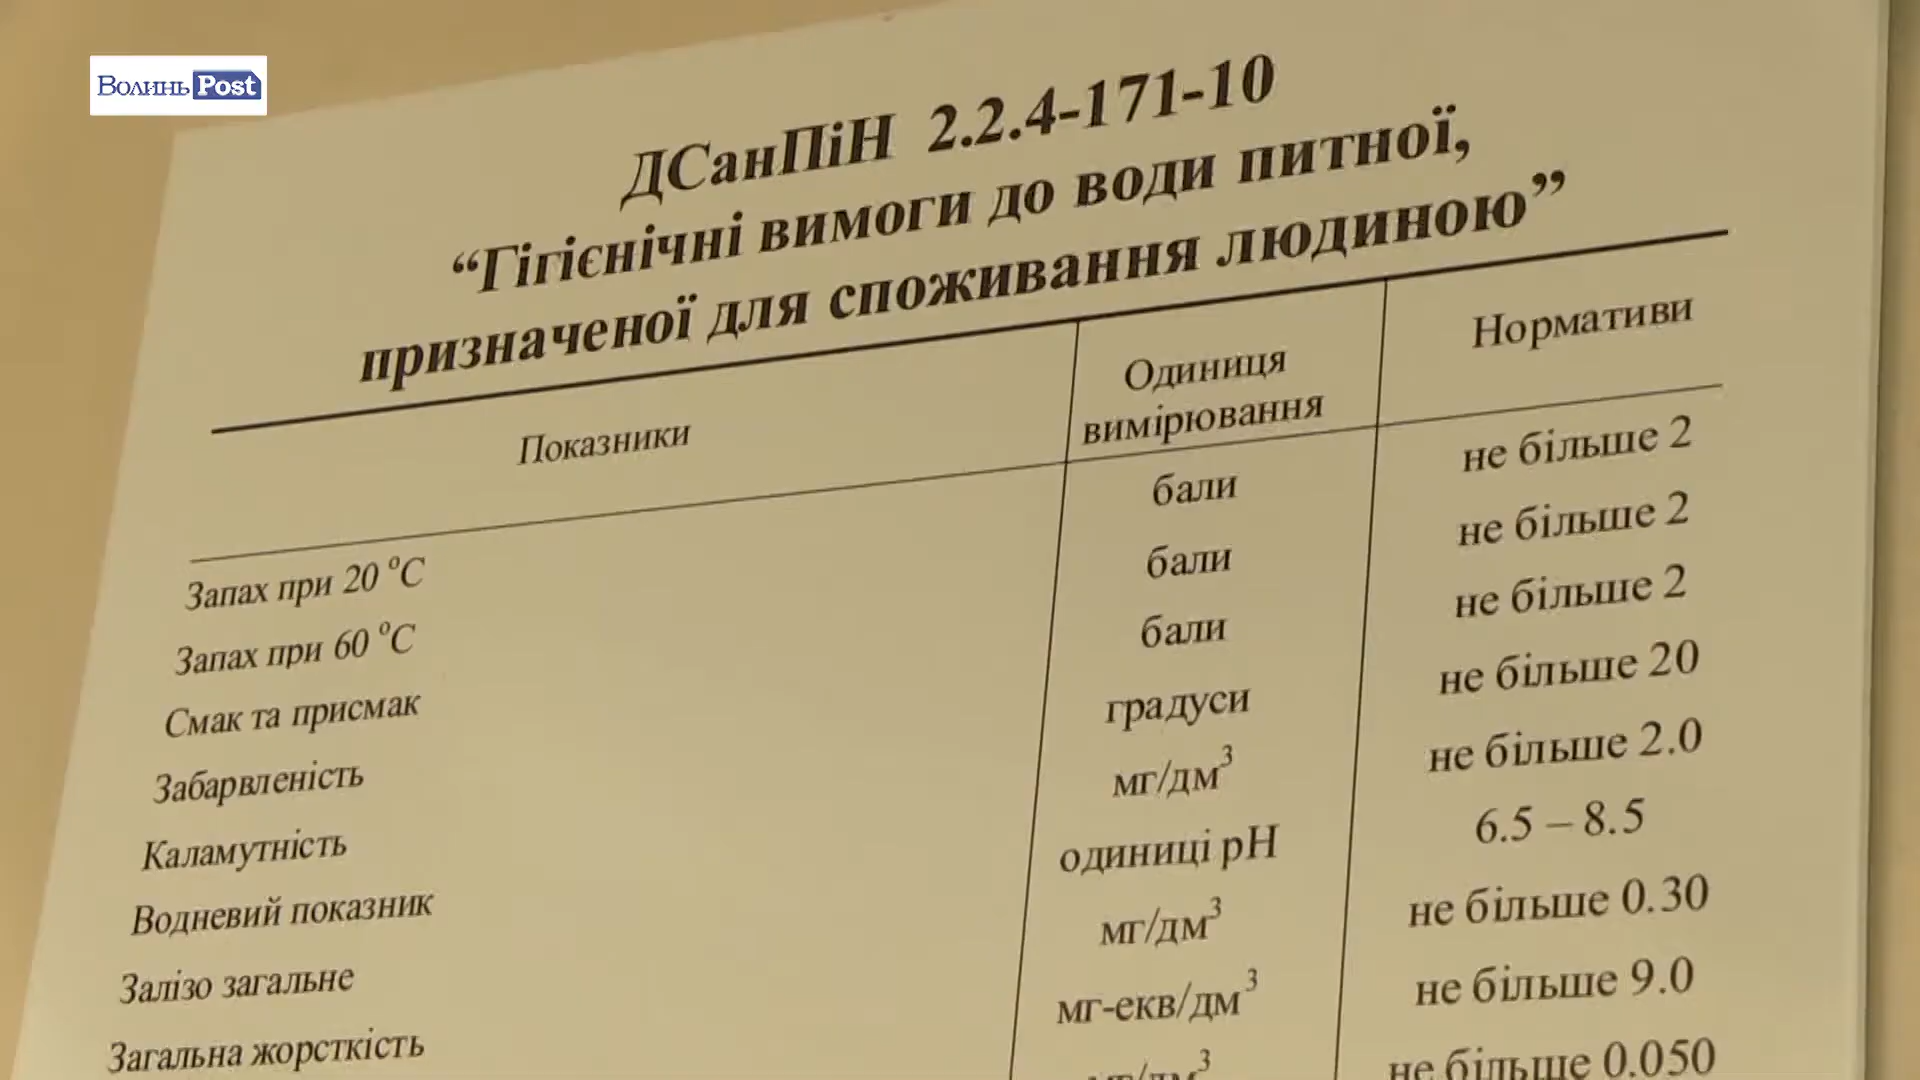 Волинь Post
ДСанПіН 2.2.4-171-10
“Гігієнічні вимоги до води питної,
призначеної для споживання людиною”
Показники Одиниця вимірювання Нормативи
Запах при 20 °С бали не більше 2
Запах при 60 °С бали не більше 2
Смак та присмак бали не більше 2
Забарвленість градуси не більше 20
Каламутність мг/дм³ не більше 2.0
Водневий показник одиниці рН 6.5 – 8.5
Залізо загальне мг/дм³ не більше 0.30
Загальна жорсткість мг-екв/дм³ не більше 9.0
мг/дм³ не більше 0.050